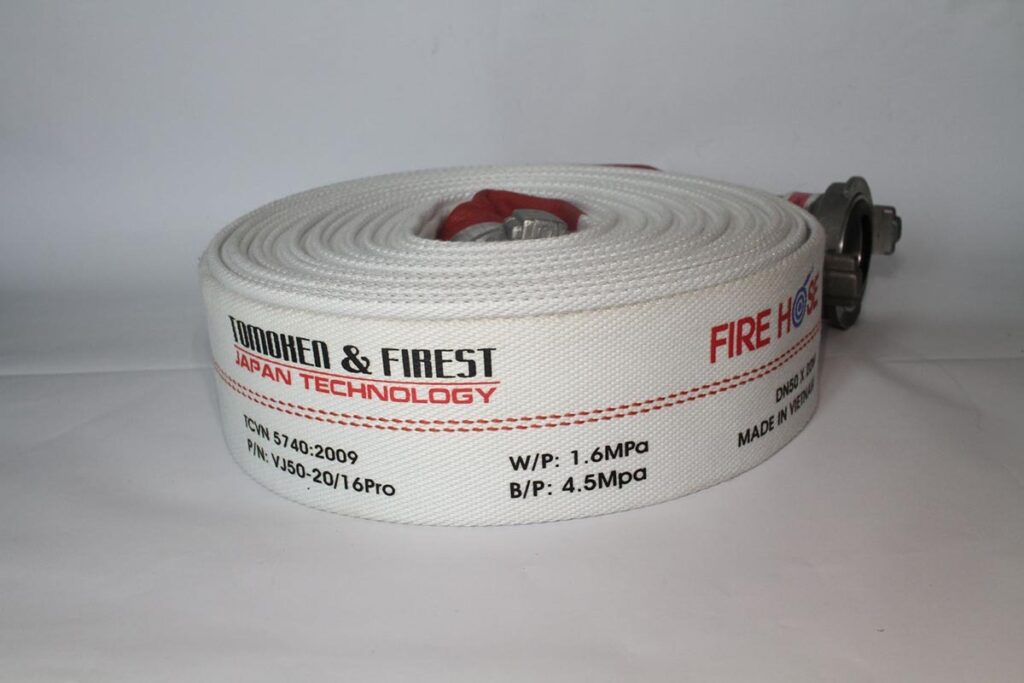 TOMOKEN & FIREST
JAPAN TECHNOLOGY
TCVN 5740:2009
P/N: VJ50-20/16Pro
W/P: 1.6MPa
B/P: 4.5Mpa
FIRE HOSE
DN50 X
MADE IN VIETNAM